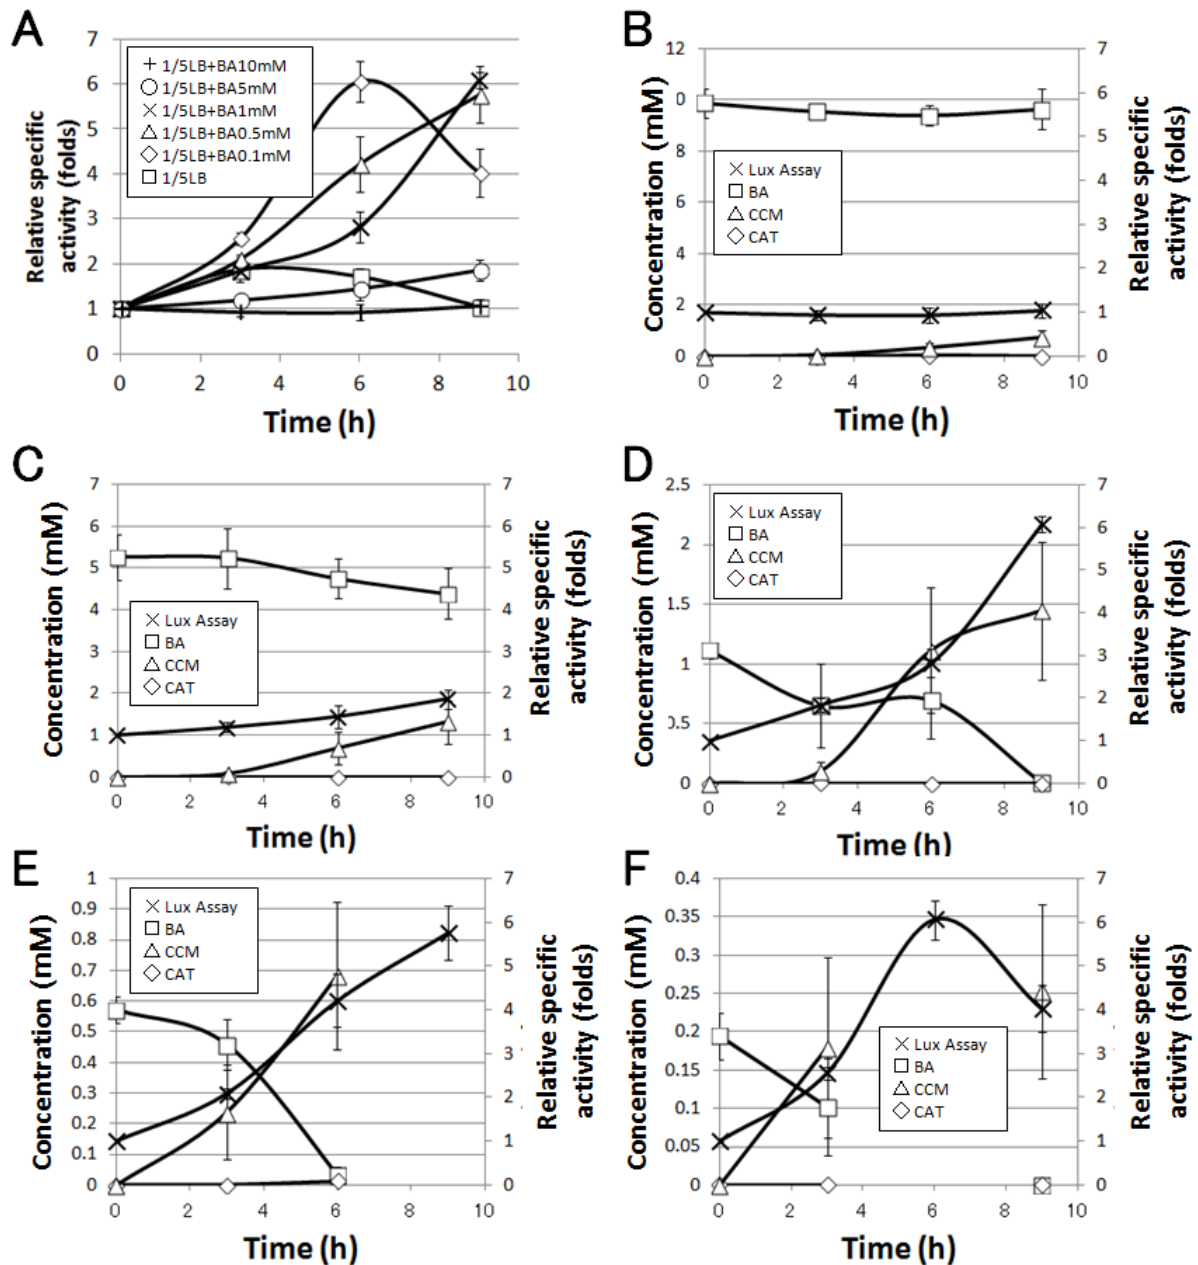 A
Relative specific
activity (folds)
7
6
5
4
3
2
1
0
1/5LB+BA10mM
1/5LB+BA5mM
1/5LB+BA1mM
1/5LB+BA0.5mM
1/5LB+BA0.1mM
1/5LB
0 2 4 6 8 10
Time (h)
B
Concentration (mM)
12
0
9
6
4
2
0
Lux Assay
BA
CCM
CAT
7
6
5
4
3
2
1
0
Relative specific
activity (folds)
0 2 4 6 8 10
Time (h)
C
Concentration (mM)
7
6
5
4
3
2
1
0
Lux Assay
BA
CCM
CAT
7
6
5
4
3
2
1
0
Relative specific
activity (folds)
0 2 4 6 8 10
Time (h)
D
Concentration (mM)
2.5
2
1.5
1
0.5
0
Lux Assay
BA
CCM
CAT
7
6
5
4
3
2
1
0
Relative specific
activity (folds)
0 2 4 6 8 10
Time (h)
E
Concentration (mM)
1
0.9
0.8
0.7
0.6
0.5
0.4
0.3
0.2
0.1
0
Lux Assay
BA
CCM
CAT
7
6
5
4
3
2
1
0
Relative specific
activity (folds)
0 2 4 6 8 10
Time (h)
F
Concentration (mM)
0.4
0.35
0.3
0.25
0.2
0.15
0.1
0.05
0
Lux Assay
BA
CCM
CAT
7
6
5
4
3
2
1
0
Relative specific
activity (folds)
0 2 4 6 8 10
Time (h)